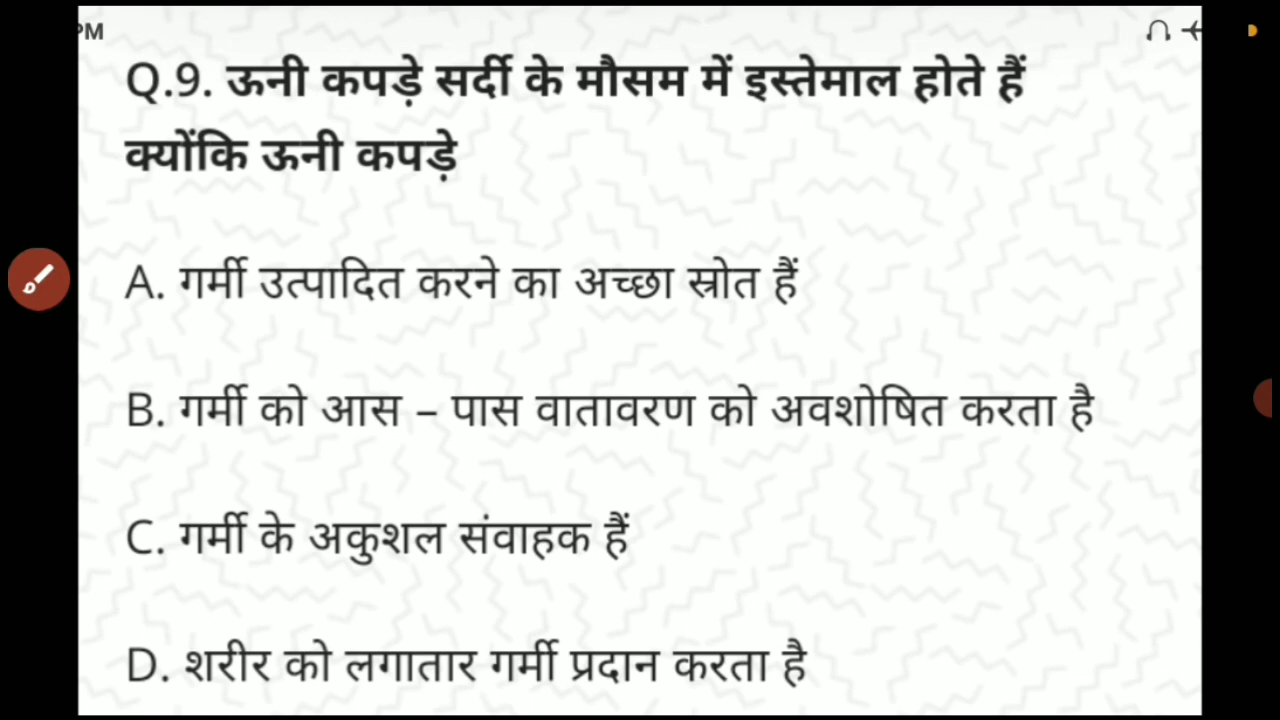 PM
Q.9. ऊनी कपड़े सर्दी के मौसम में इस्तेमाल होते हैं
क्योंकि ऊनी कपड़े
A. गर्मी उत्पादित करने का अच्छा स्रोत हैं
B. गर्मी को आस – पास वातावरण को अवशोषित करता है
C. गर्मी के अकुशल संवाहक हैं
D. शरीर को लगातार गर्मी प्रदान करता है